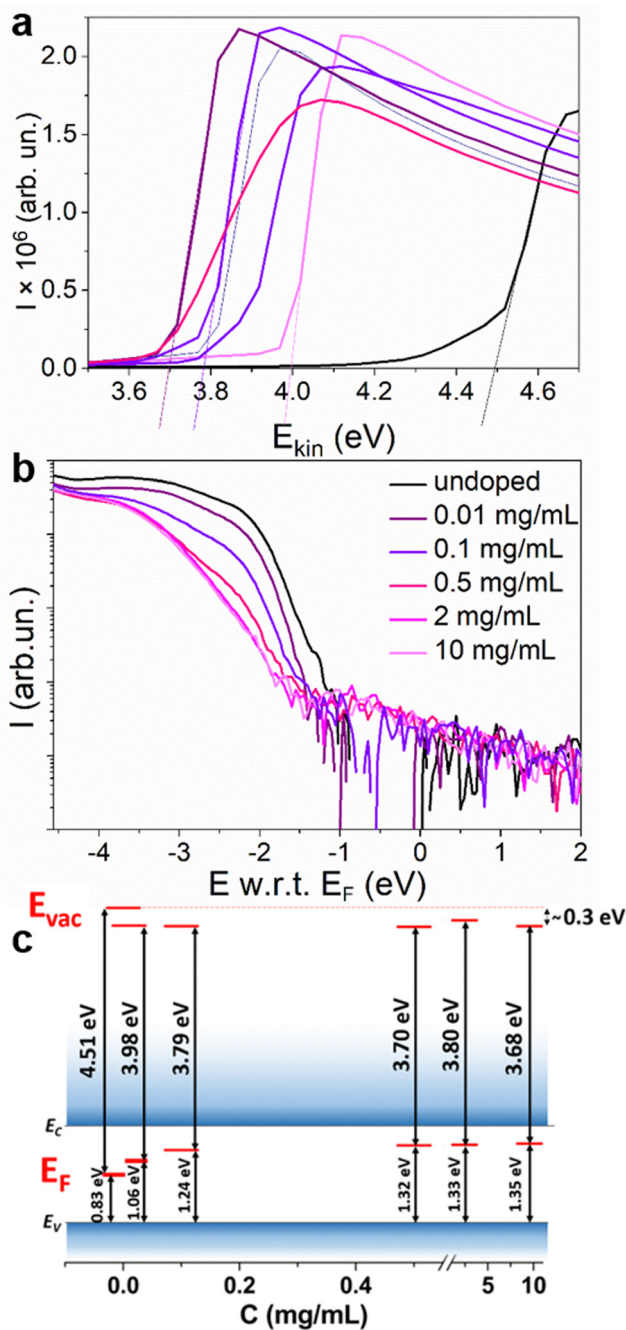 a
I × 10⁶ (arb. un.)
2.0
1.5
1.0
0.5
0.0
3.6 3.8 4.0 4.2 4.4 4.6
E_kin (eV)
b
I (arb.un.)
undoped
0.01 mg/mL
0.1 mg/mL
0.5 mg/mL
2 mg/mL
10 mg/mL
-4 -3 -2 -1 0 1 2
E w.r.t. E_F (eV)
E_vac
~0.3 eV
c
4.51 eV
3.98 eV
3.79 eV
3.70 eV
3.80 eV
3.68 eV
E_C
E_F
0.83 eV
1.06 eV
1.24 eV
1.32 eV
1.33 eV
1.35 eV
E_V
0.0 0.2 0.4 5 10
C (mg/mL)